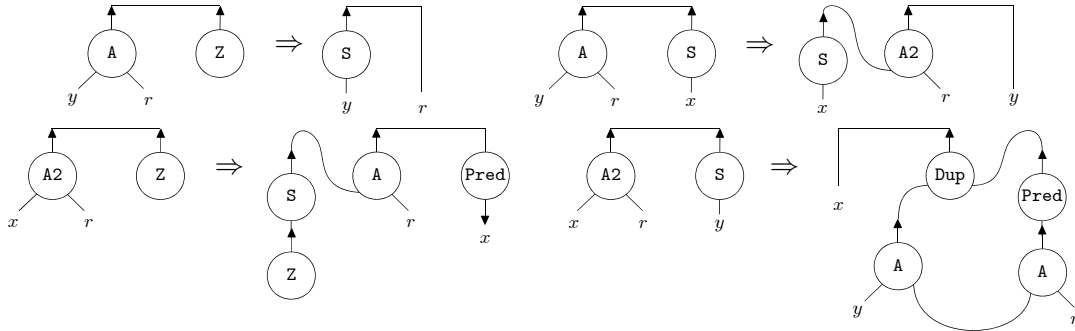 A Z ⇒ S A S ⇒ S A2
y r y r y r x x r y
A2 Z ⇒ S A Pred A2 S ⇒ Dup Pred
x r Z r x x r y x A A
y r